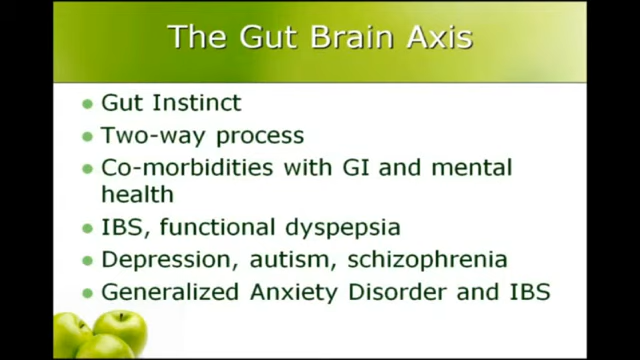 The Gut Brain Axis
Gut Instinct
Two-way process
Co-morbidities with GI and mental
health
IBS, functional dyspepsia
Depression, autism, schizophrenia
Generalized Anxiety Disorder and IBS